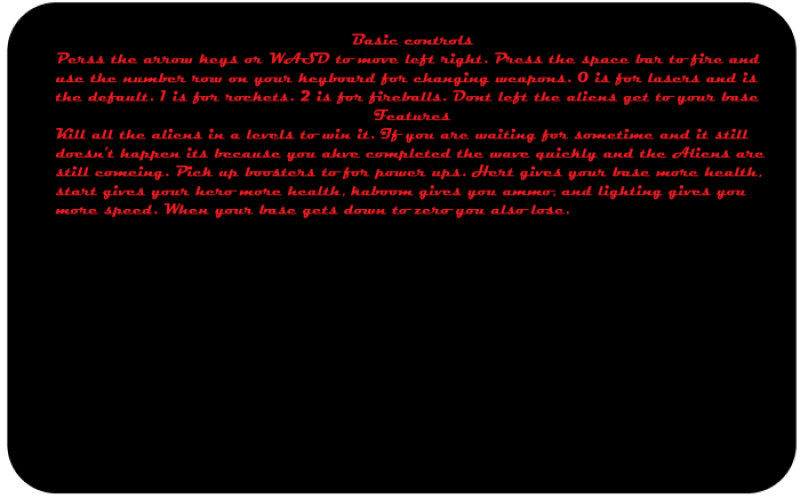 Basic controls
Perss the arrow keys or WASD to move left right. Press the space bar to fire and
use the number row on your keyboard for changing weapons. 0 is for lasers and is
the default. 1 is for rockets. 2 is for fireballs. Dont left the aliens get to your base
Features
Kill all the aliens in a levels to win it. If you are waiting for sometime and it still
doesn't happen its because you ahve completed the wave quickly and the Aliens are
still comeing. Pick up boosters to for power ups. Hert gives your base more health,
start gives your hero more health, kaboom gives you ammo, and lighting gives you
more speed. When your base gets down to zero you also lose.